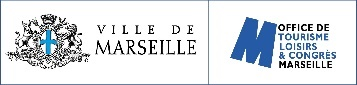 VILLE DE
MARSEILLE
M
OFFICE DE
TOURISME
LOISIRS
& CONGRÈS
MARSEILLE